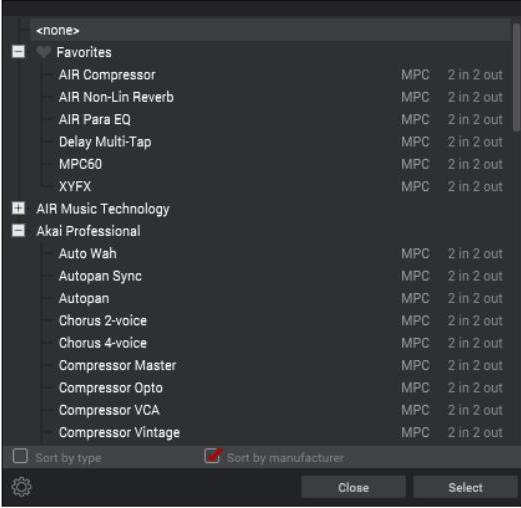 <none>
Favorites
AIR Compressor MPC 2 in 2 out
AIR Non-Lin Reverb MPC 2 in 2 out
AIR Para EQ MPC 2 in 2 out
Delay Multi-Tap MPC 2 in 2 out
MPC60 MPC 2 in 2 out
XYFX MPC 2 in 2 out
AIR Music Technology
Akai Professional
Auto Wah MPC 2 in 2 out
Autopan Sync MPC 2 in 2 out
Autopan MPC 2 in 2 out
Chorus 2-voice MPC 2 in 2 out
Chorus 4-voice MPC 2 in 2 out
Compressor Master MPC 2 in 2 out
Compressor Opto MPC 2 in 2 out
Compressor VCA MPC 2 in 2 out
Compressor Vintage MPC 2 in 2 out
Sort by type Sort by manufacturer
Close Select